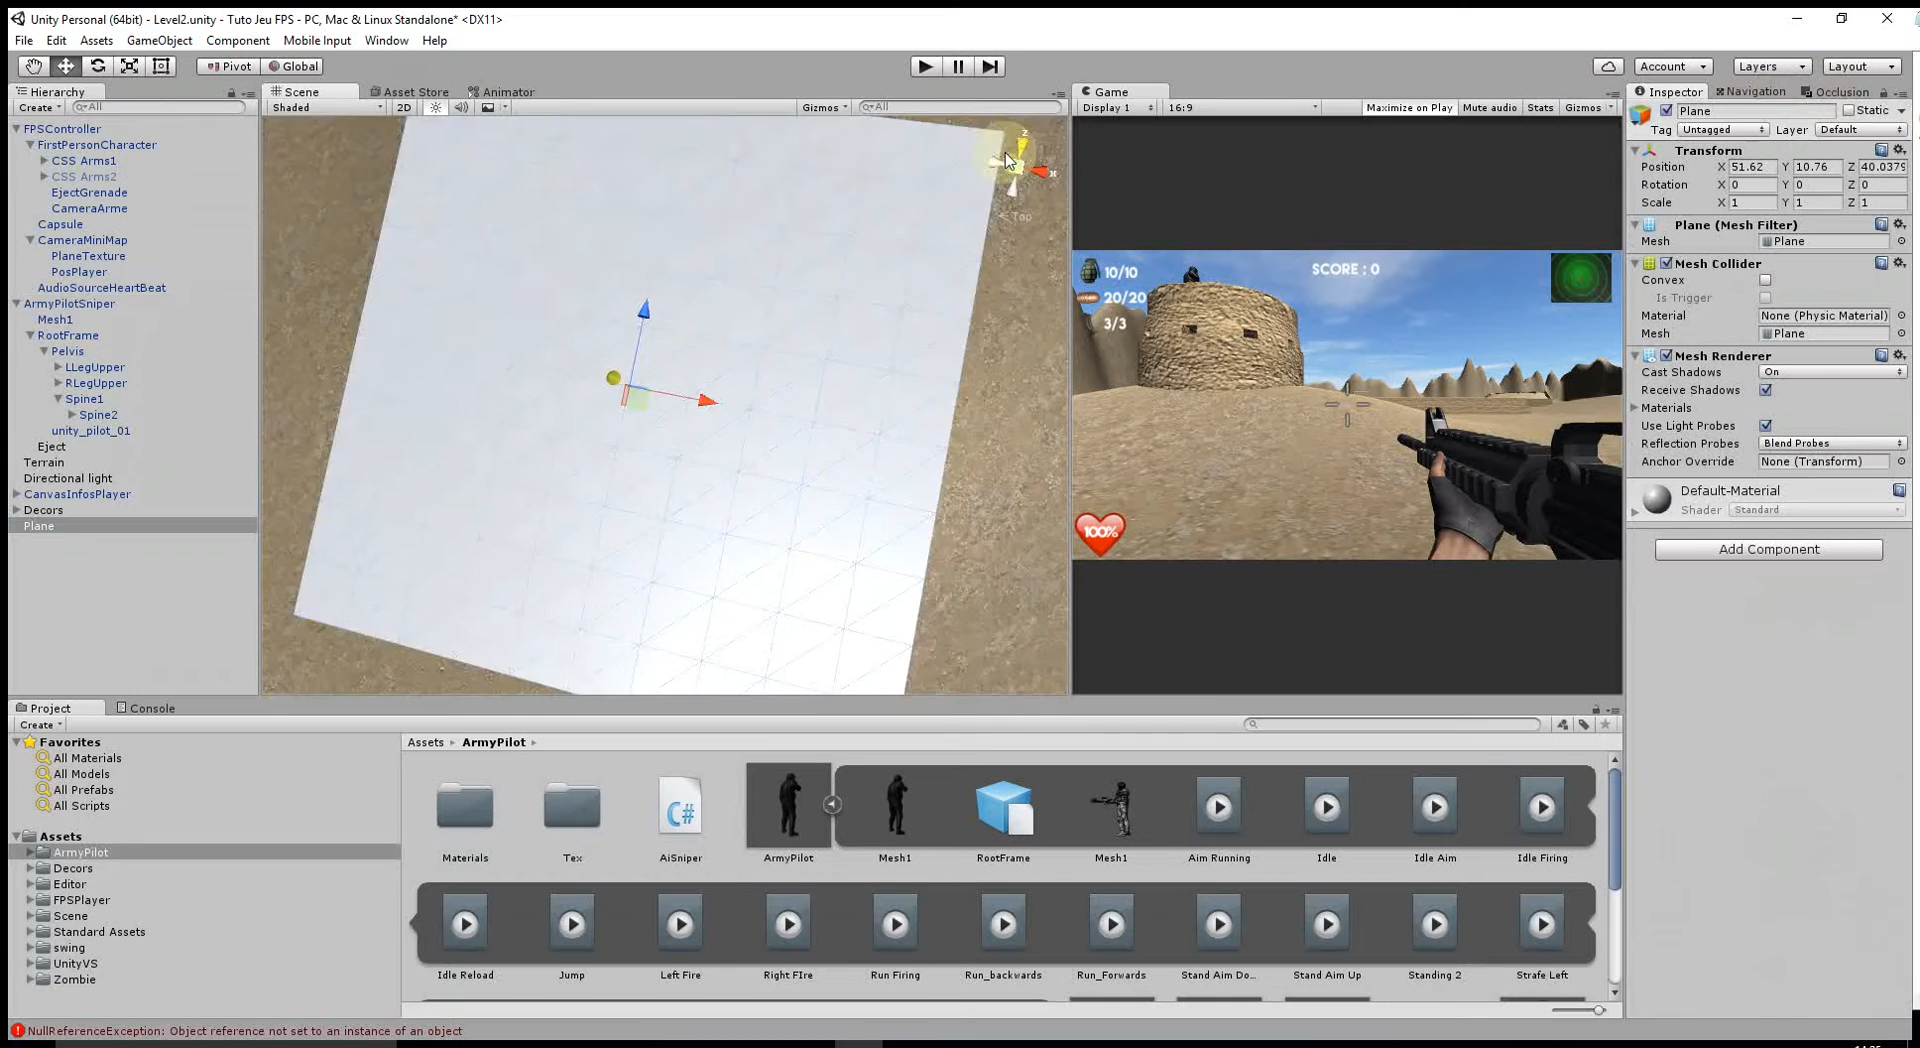 Unity Personal (64bit) - Level2.unity - Tuto Jeu FPS - PC, Mac & Linux Standalone* <DX11>
File Edit Assets GameObject Component Mobile Input Window Help
Pivot Global Account Layers Layout
Hierarchy
Create All
FPSController
FirstPersonCharacter
CSS Arms1
CSS Arms2
EjectGrenade
CameraArme
Capsule
CameraMiniMap
PlaneTexture
PosPlayer
AudioSourceHeartBeat
ArmyPilotSniper
Mesh1
RootFrame
Pelvis
LLegUpper
RLegUpper
Spine1
Spine2
unity_pilot_01
Eject
Terrain
Directional light
CanvasInfosPlayer
Decors
Plane
Scene Asset Store Animator
Shaded 2D Gizmos All
z
x
Top
Game
Display 1 16:9 Maximize on Play Mute audio Stats Gizmos
10/10
20/20
3/3
SCORE : 0
100%
Inspector Navigation Occlusion
Plane Static
Tag Untagged Layer Default
Transform
Position X 51.62 Y 10.76 Z 40.0379
Rotation X 0 Y 0 Z 0
Scale X 1 Y 1 Z 1
Plane (Mesh Filter)
Mesh Plane
Mesh Collider
Convex
Is Trigger
Material None (Physic Material)
Mesh Plane
Mesh Renderer
Cast Shadows On
Receive Shadows
Materials
Use Light Probes
Reflection Probes Blend Probes
Anchor Override None (Transform)
Default-Material
Shader Standard
Add Component
Project Console
Create
Favorites
All Materials
All Models
All Prefabs
All Scripts
Assets
ArmyPilot
Decors
Editor
FPSPlayer
Scene
Standard Assets
swing
UnityVS
Zombie
Assets ArmyPilot
C#
Materials Tex AiSniper ArmyPilot Mesh1 RootFrame Mesh1 Aim Running Idle Idle Aim Idle Firing
Idle Reload Jump Left Fire Right FIre Run Firing Run_backwards Run_Forwards Stand Aim Do... Stand Aim Up Standing 2 Strafe Left
NullReferenceException: Object reference not set to an instance of an object